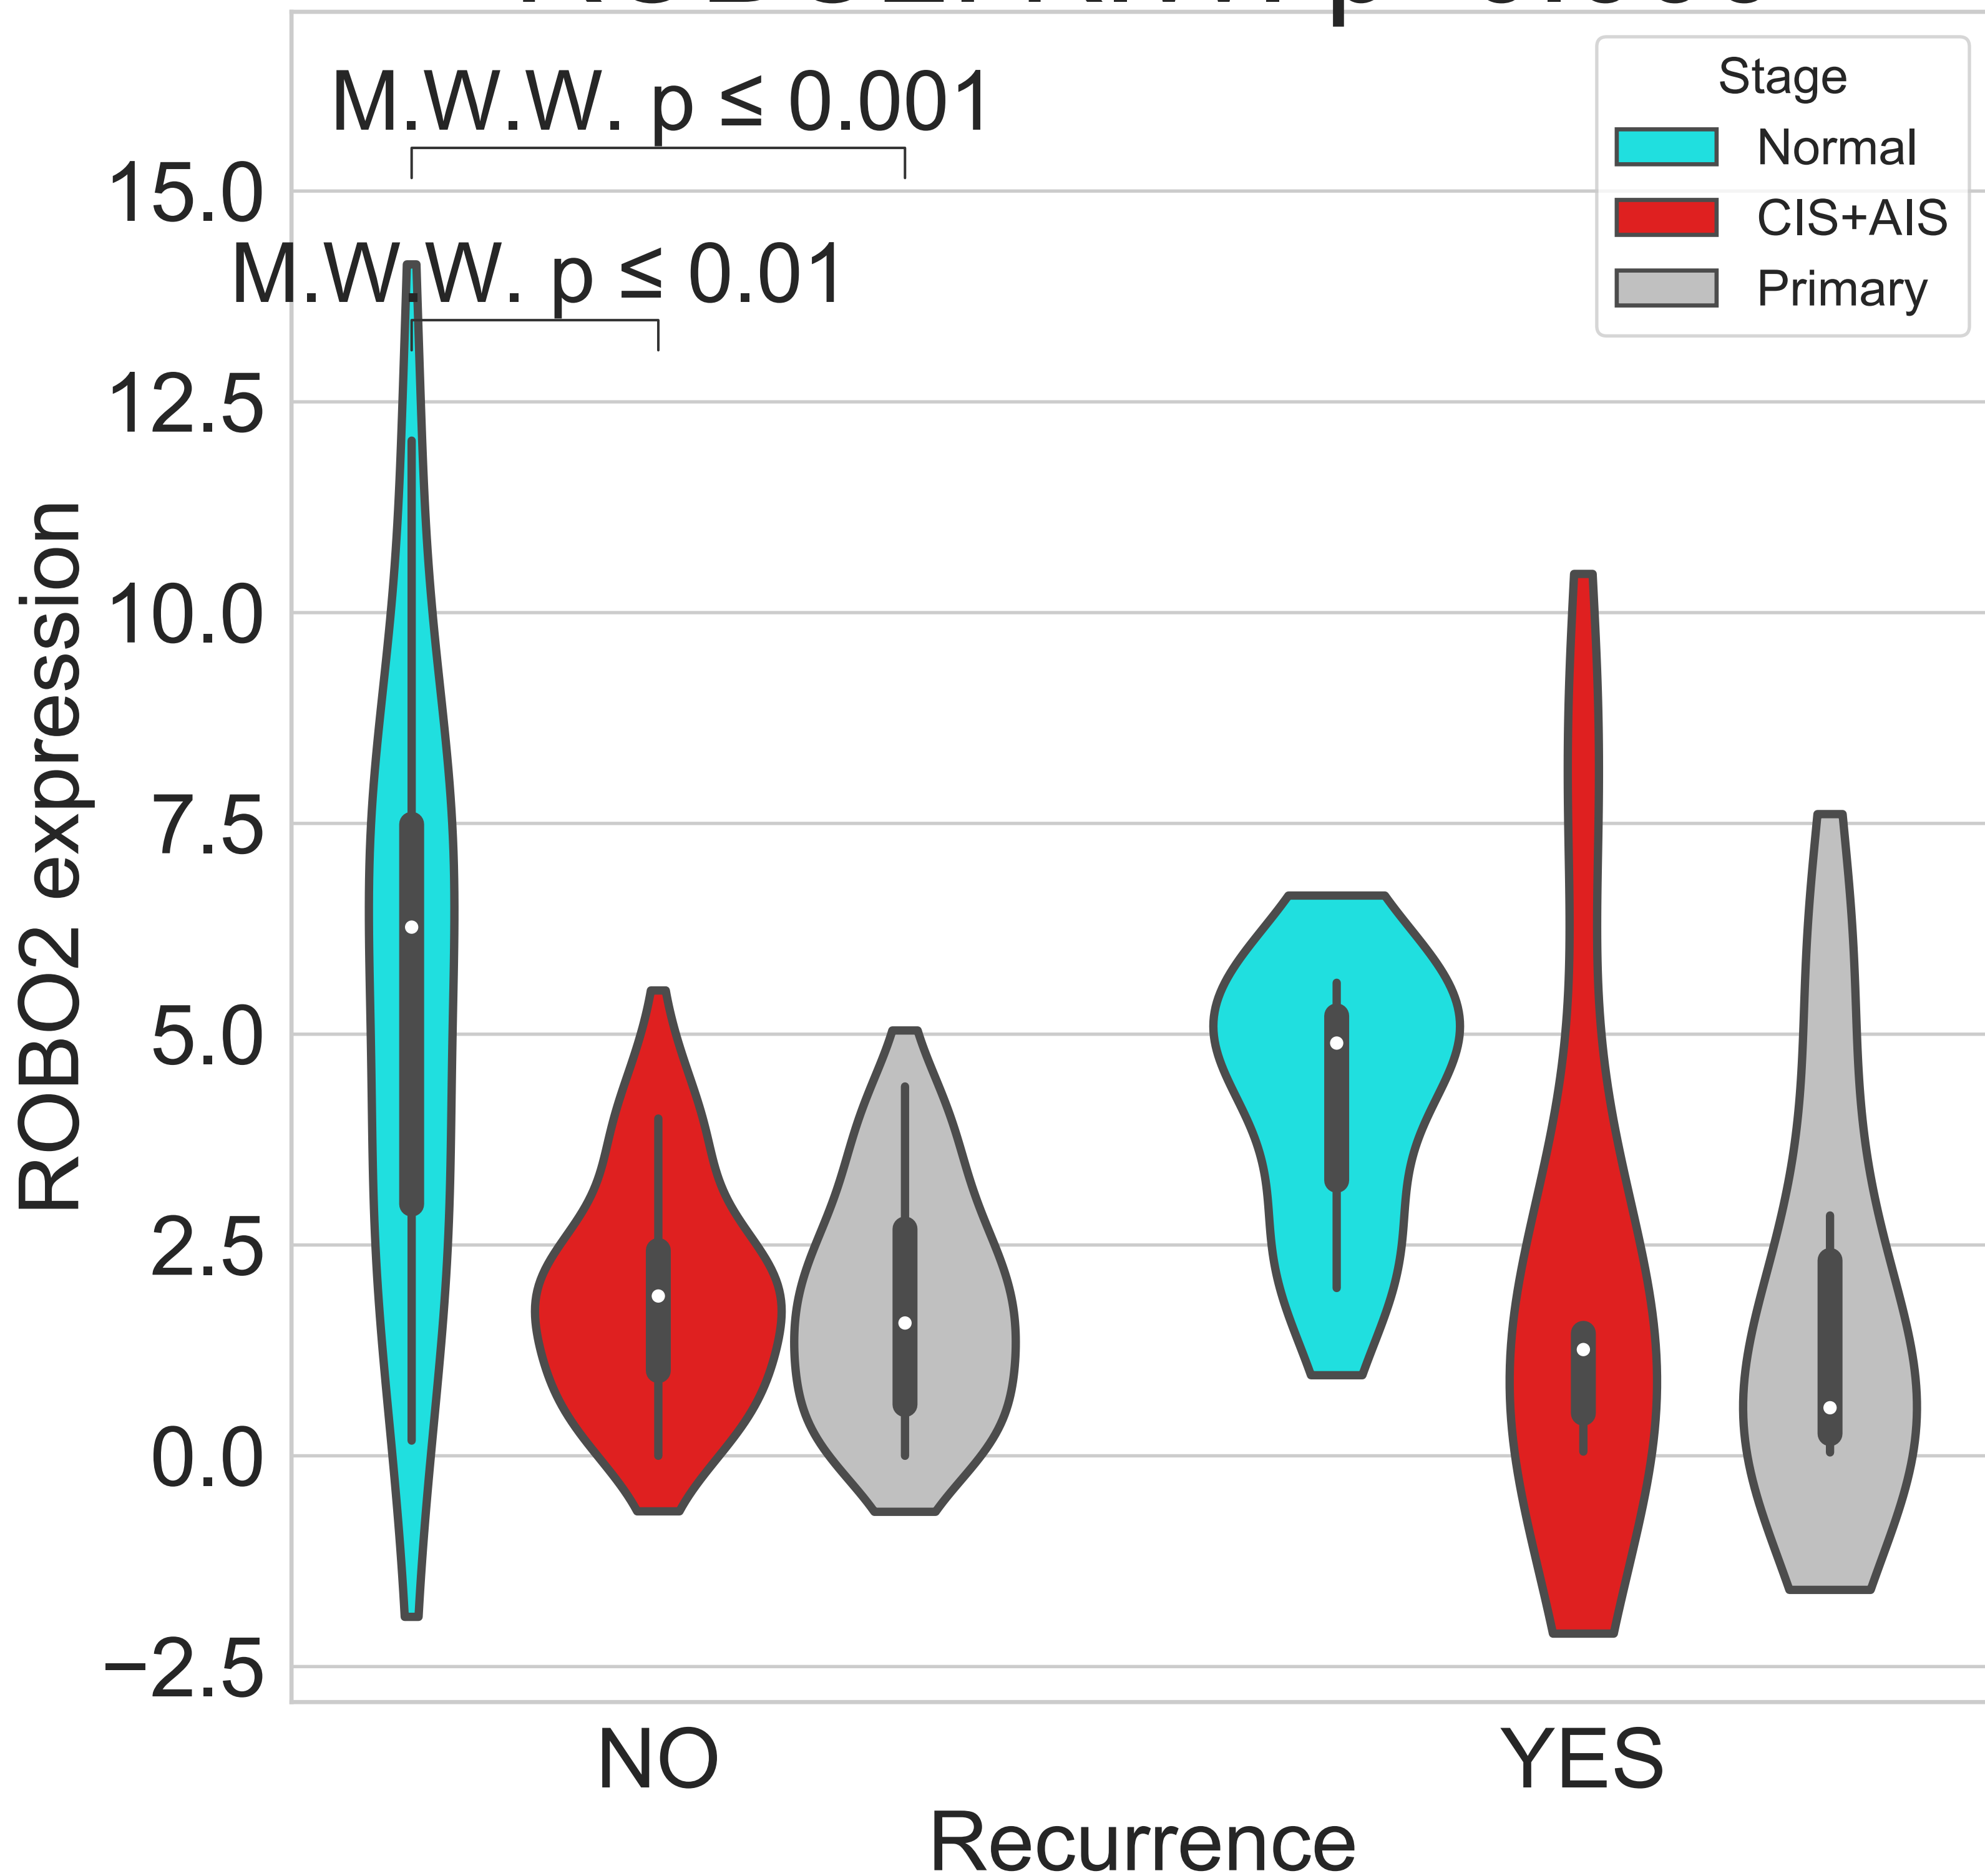 M.W.W. p ≤ 0.001
M.W.W. p ≤ 0.01
Stage
Normal
CIS+AIS
Primary
15.0
12.5
10.0
7.5
5.0
2.5
0.0
−2.5
ROBO2 expression
NO
YES
Recurrence